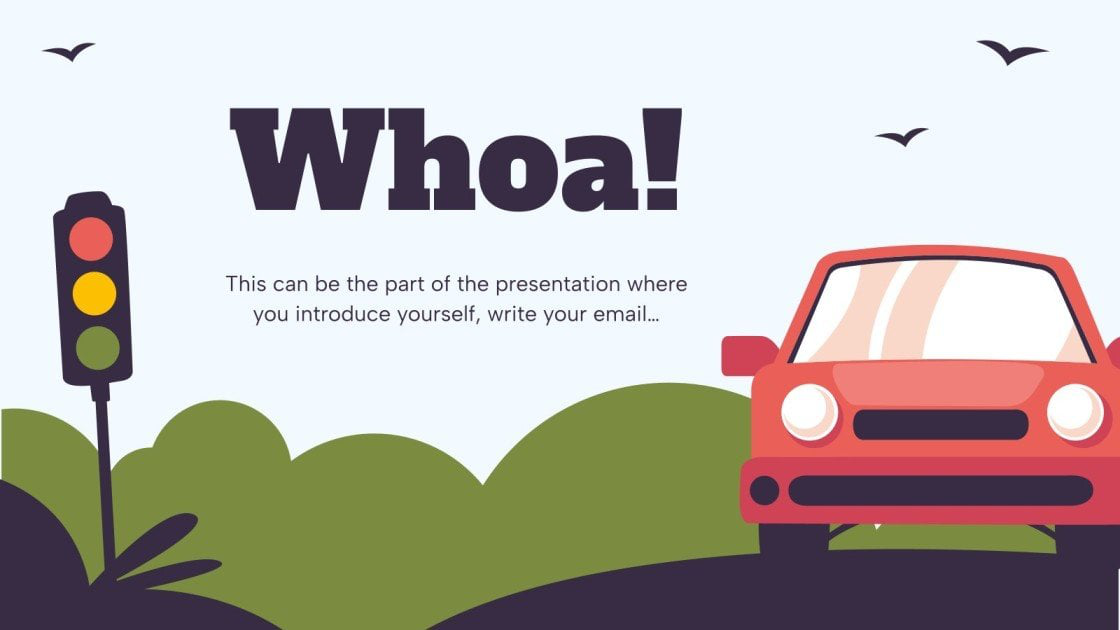 Whoa!
This can be the part of the presentation where
you introduce yourself, write your email…